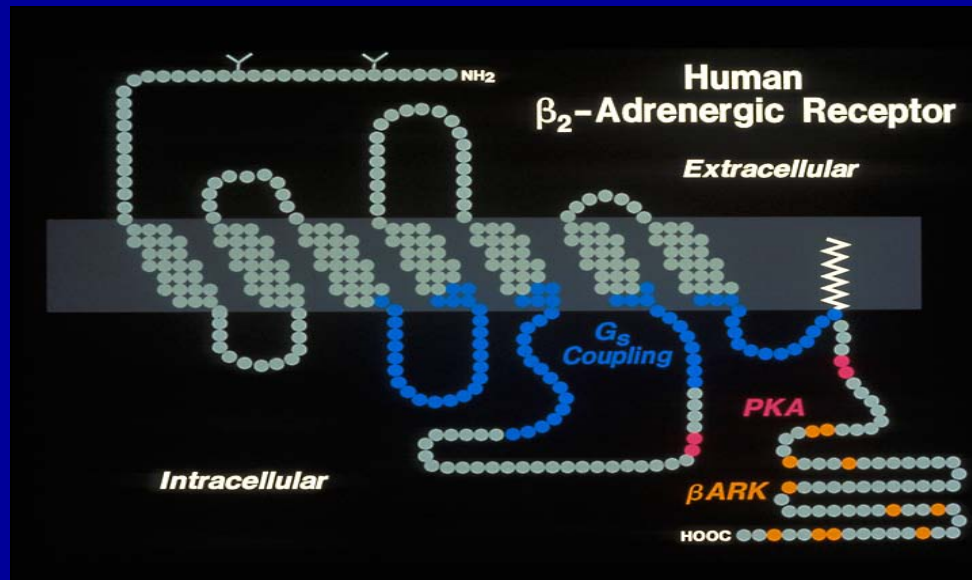 NH2
Human
β2-Adrenergic Receptor
Extracellular
Gs
Coupling
PKA
Intracellular
βARK
HOOC